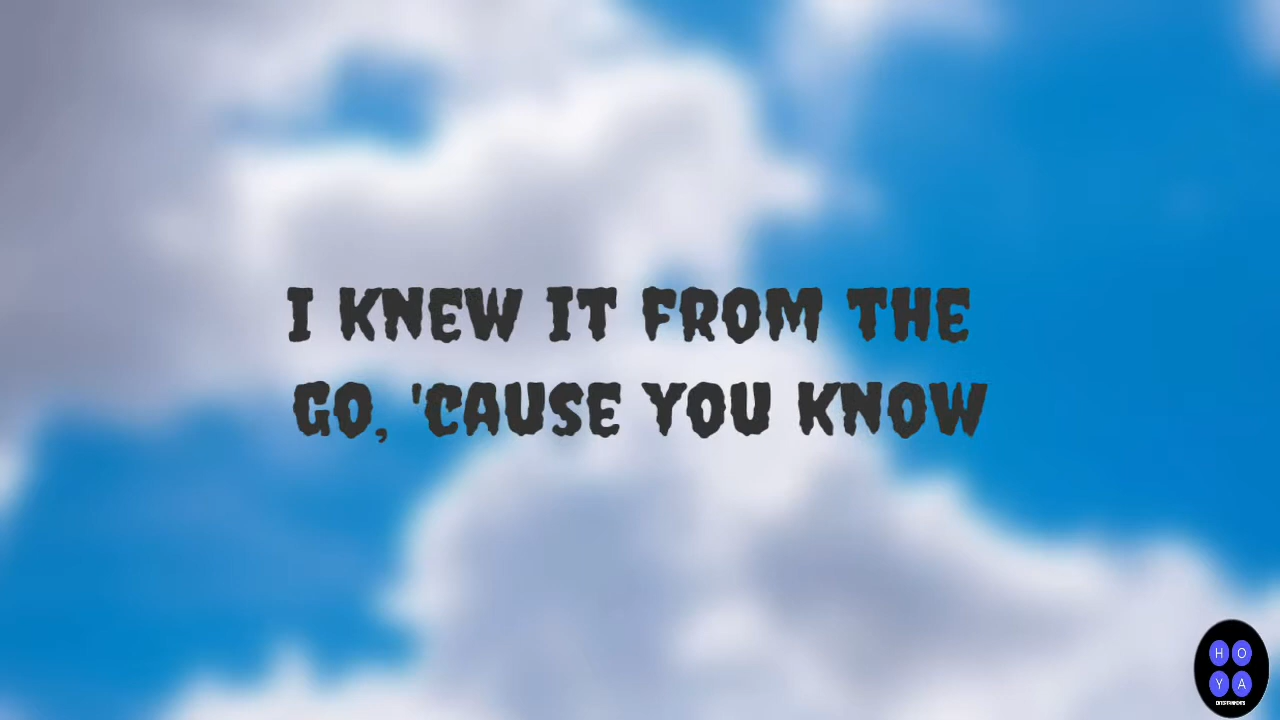 I KNEW IT FROM THE
GO, 'CAUSE YOU KNOW
H O
Y A